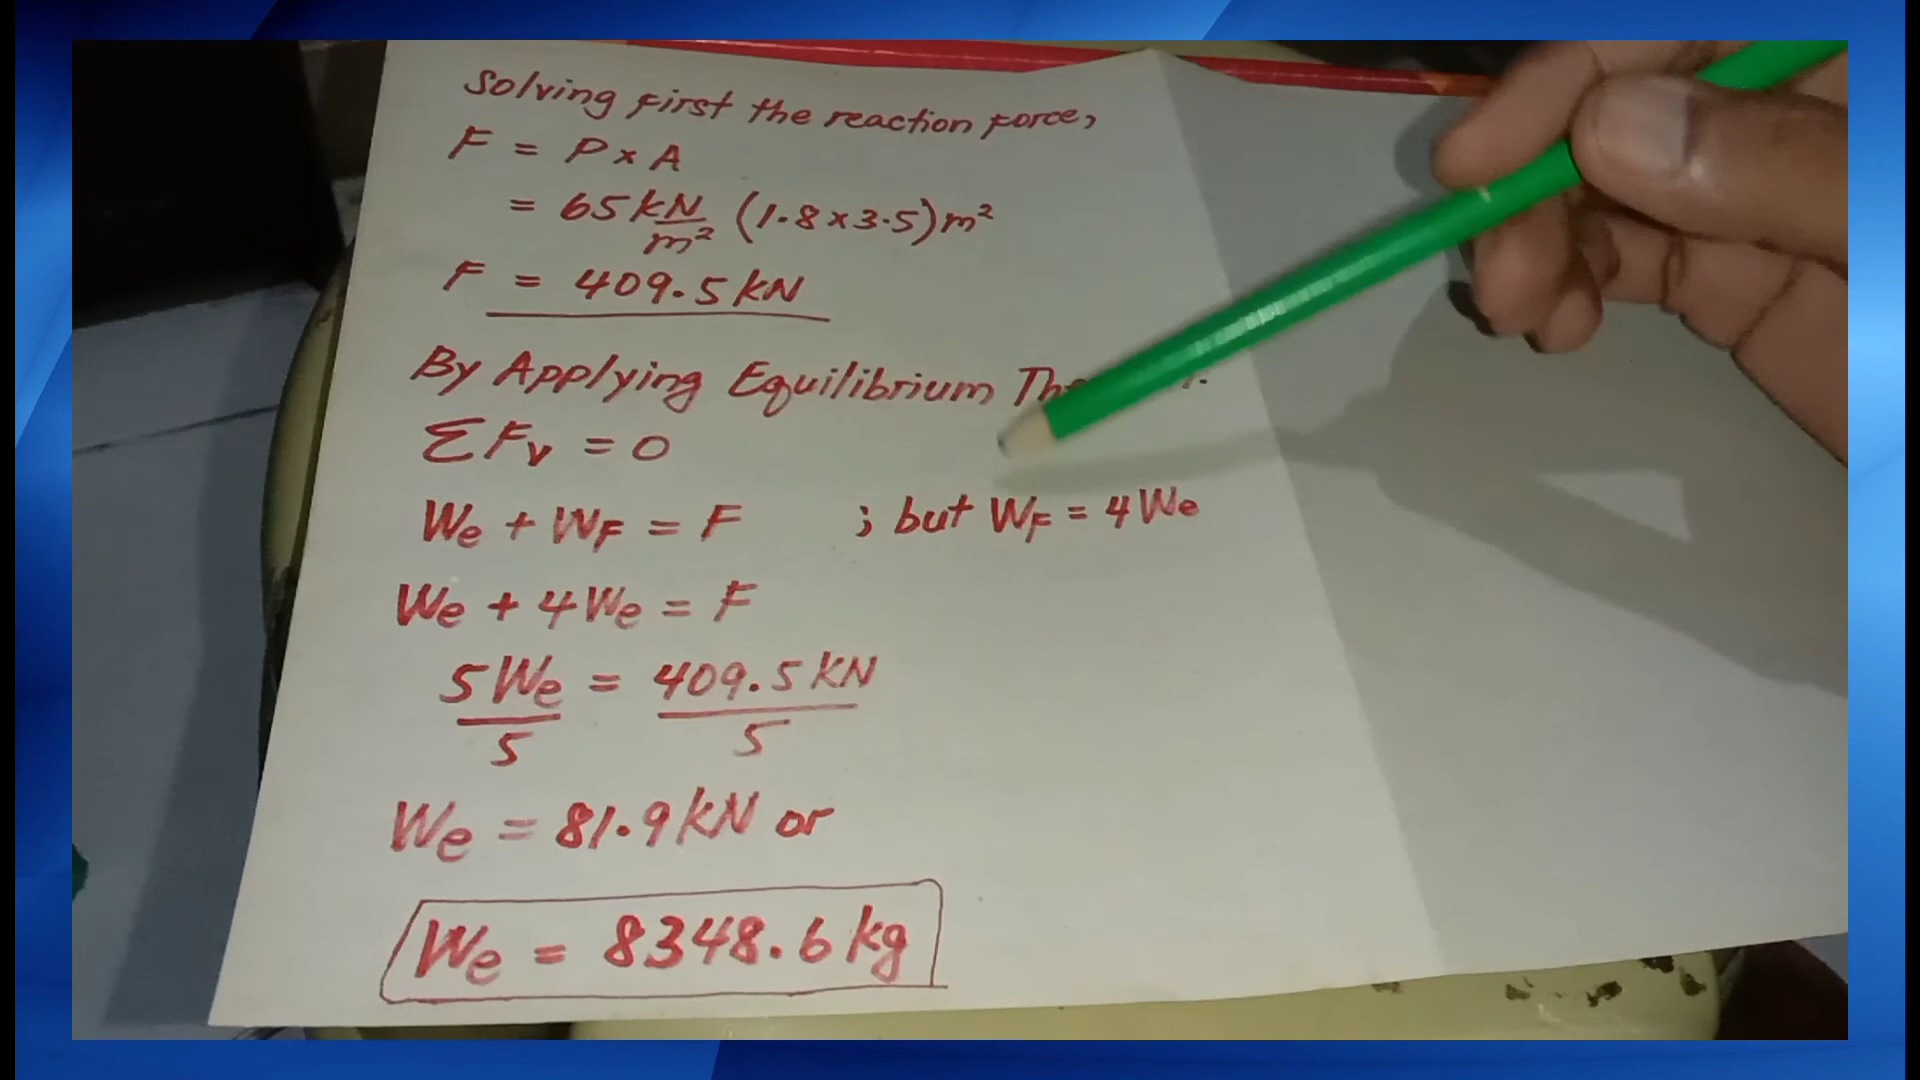 Solving first the reaction force,
F = P x A
= 65 kN/m² (1.8 x 3.5) m²
F = 409.5 kN
By Applying Equilibrium
ΣFv = 0
We + WF = F ; but WF = 4We
We + 4We = F
5We/5 = 409.5 kN/5
We = 81.9 kN or
We = 8348.6 kg